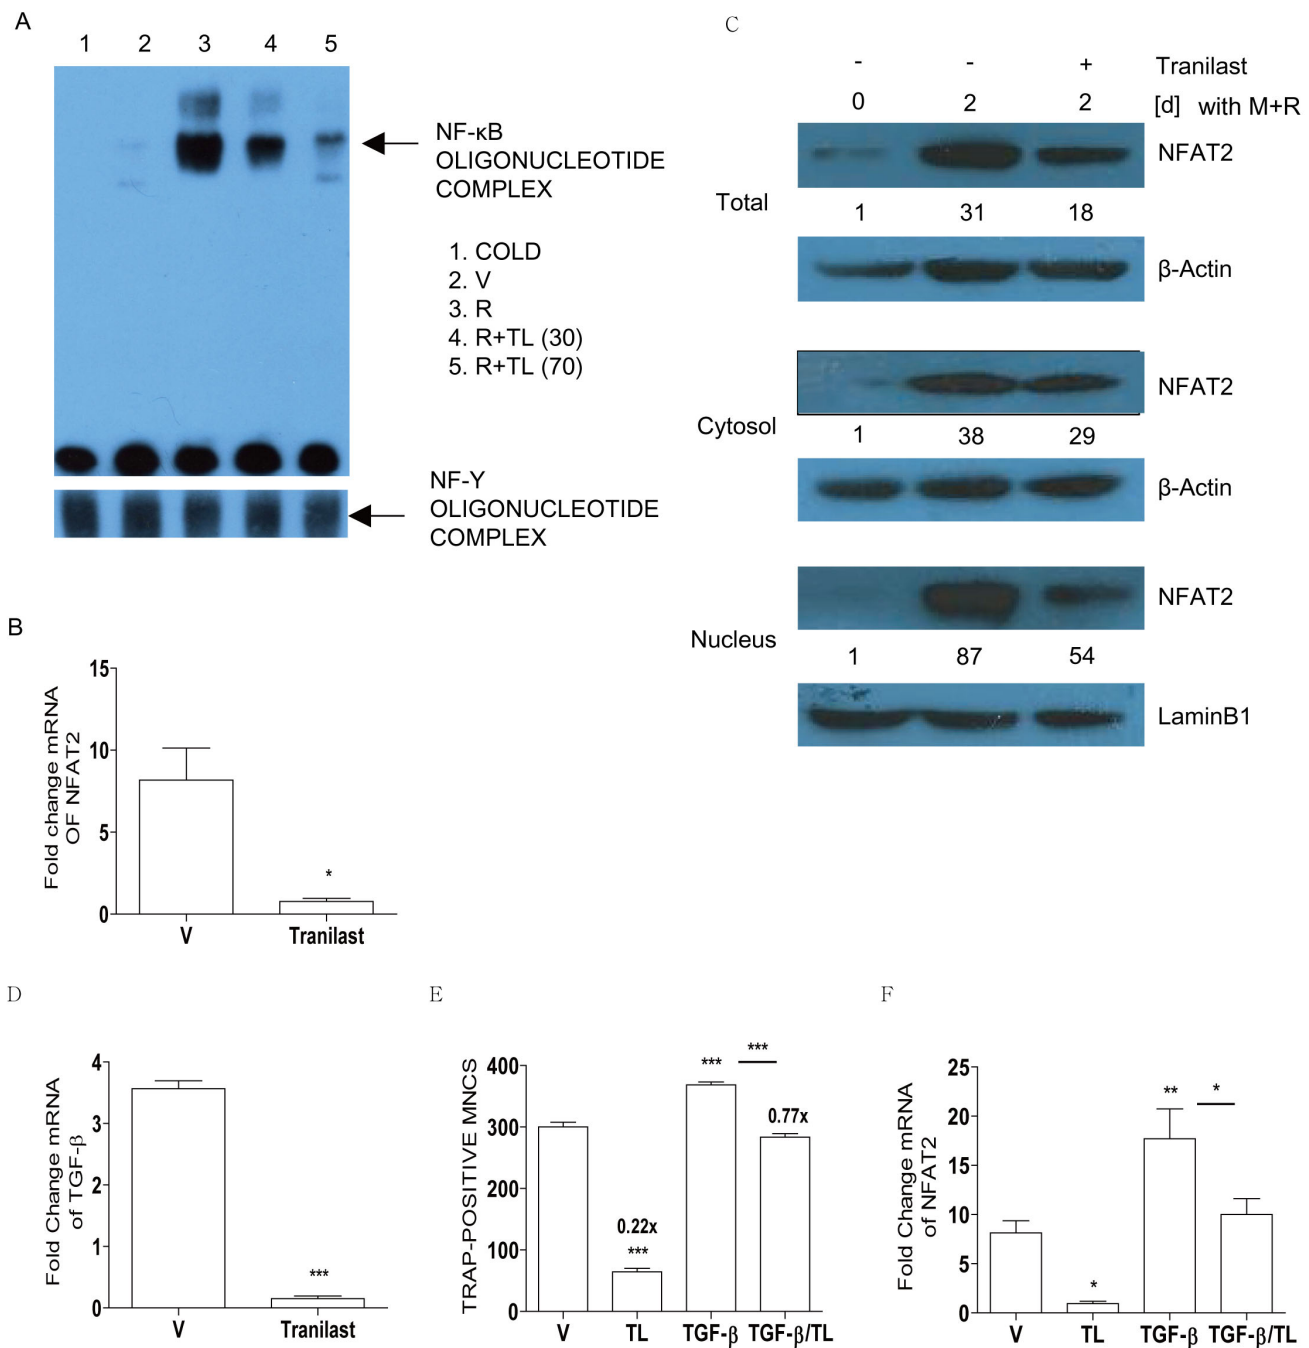 A
1 2 3 4 5
NF-κB
OLIGONUCLEOTIDE
COMPLEX
1. COLD
2. V
3. R
4. R+TL (30)
5. R+TL (70)
NF-Y
OLIGONUCLEOTIDE
COMPLEX
B
Fold change mRNA
OF NFAT2
15
10
5
0
*
V Tranilast
C
- - + Tranilast
0 2 2 [d] with M+R
NFAT2
Total
1 31 18
β-Actin
NFAT2
Cytosol
1 38 29
β-Actin
NFAT2
Nucleus
1 87 54
LaminB1
D
Fold Change mRNA
of TGF-β
4
3
2
1
0
***
V Tranilast
E
TRAP-POSITIVE MNCS
400
300
200
100
0
0.22x
***
***
***
0.77x
V TL TGF-β TGF-β/TL
F
Fold Change mRNA
of NFAT2
25
20
15
10
5
0
*
**
*
V TL TGF-β TGF-β/TL